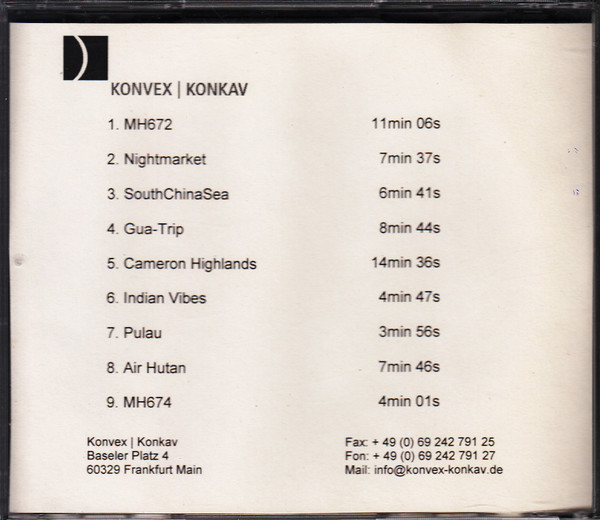 KONVEX | KONKAV
1. MH672 11min 06s
2. Nightmarket 7min 37s
3. SouthChinaSea 6min 41s
4. Gua-Trip 8min 44s
5. Cameron Highlands 14min 36s
6. Indian Vibes 4min 47s
7. Pulau 3min 56s
8. Air Hutan 7min 46s
9. MH674 4min 01s
Konvex | Konkav Fax: + 49 (0) 69 242 791 25
Baseler Platz 4 Fon: + 49 (0) 69 242 791 27
60329 Frankfurt Main Mail: info@konvex-konkav.de